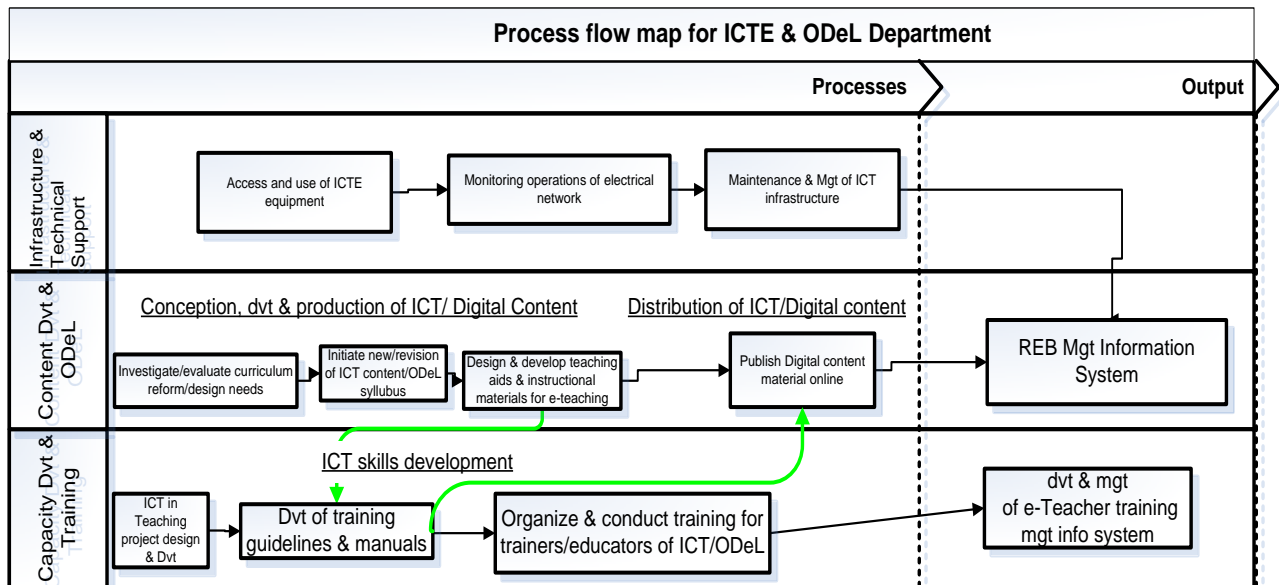 Process flow map for ICTE & ODeL Department
Processes
Output
Infrastructure &
Technical
Support
Access and use of ICTE
equipment
Monitoring operations of electrical
network
Maintenance & Mgt of ICT
infrastructure
Content Dvt &
ODeL
Conception, dvt & production of ICT/ Digital Content
Distribution of ICT/Digital content
Investigate/evaluate curriculum
reform/design needs
Initiate new/revision
of ICT content/ODeL
syllubus
Design & develop teaching
aids & instructional
materials for e-teaching
Publish Digital content
material online
REB Mgt Information
System
Capacity Dvt &
Training
ICT skills development
ICT in
Teaching
project design
& Dvt
Dvt of training
guidelines & manuals
Organize & conduct training for
trainers/educators of ICT/ODeL
dvt & mgt
of e-Teacher training
mgt info system